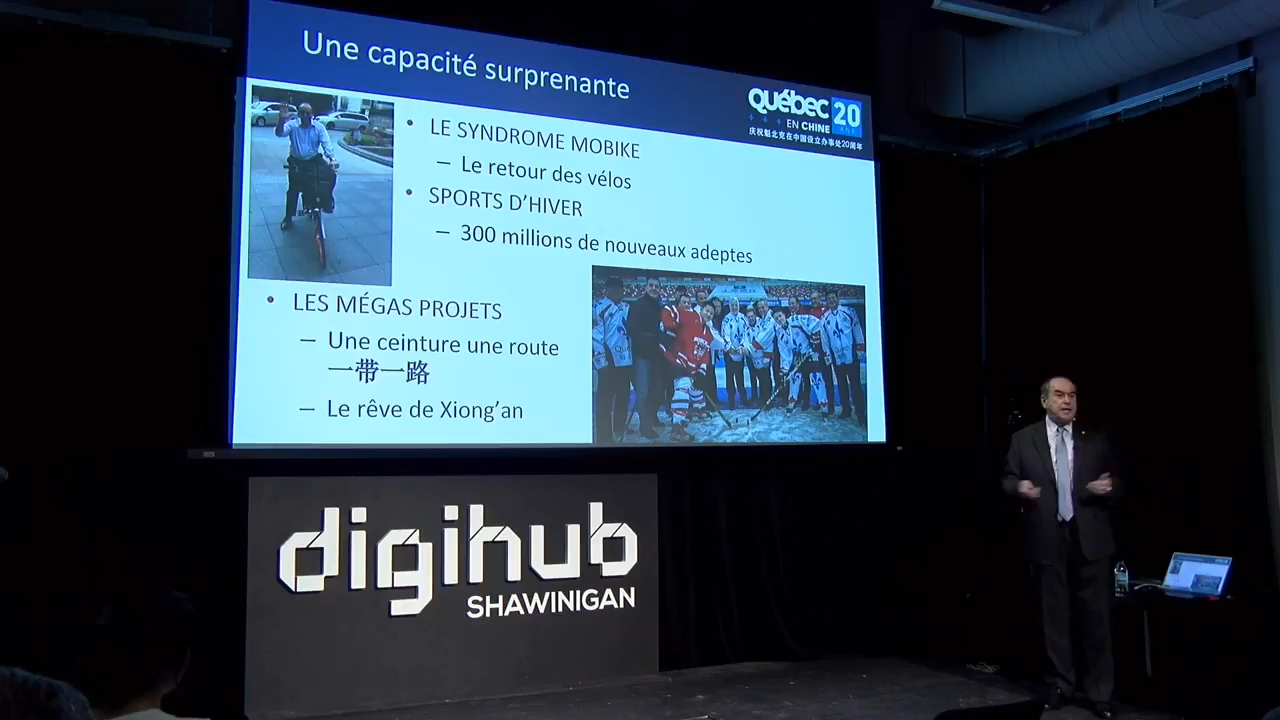 Une capacité surprenante
Québec 20
EN CHINE ANS
庆祝魁北克在中国设立办事处20周年
• LE SYNDROME MOBIKE
– Le retour des vélos
• SPORTS D’HIVER
– 300 millions de nouveaux adeptes
• LES MÉGAS PROJETS
– Une ceinture une route
一带一路
– Le rêve de Xiong’an
digihub
SHAWINIGAN